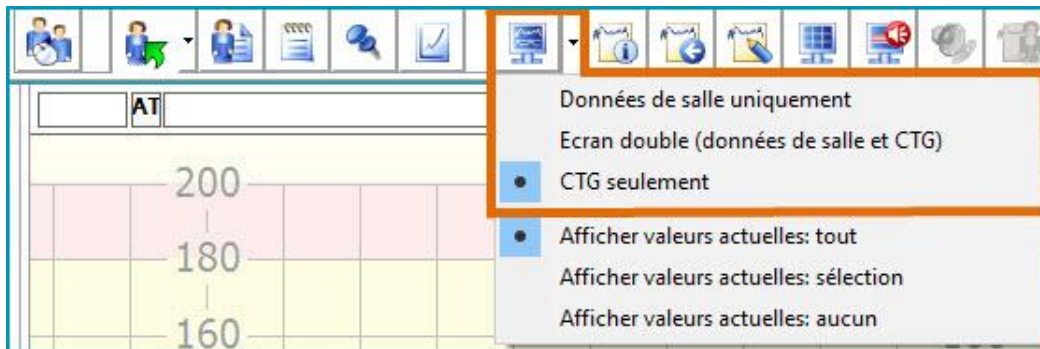 AT
Données de salle uniquement
Ecran double (données de salle et CTG)
CTG seulement
Afficher valeurs actuelles: tout
Afficher valeurs actuelles: sélection
Afficher valeurs actuelles: aucun
200
180
160